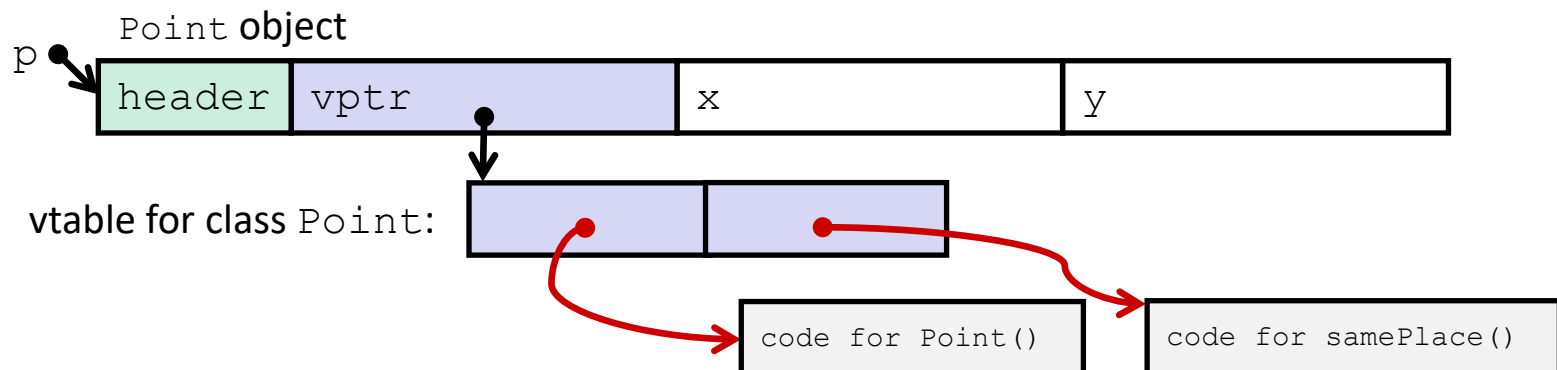 Point object
p
header vptr x y
vtable for class Point:
code for Point()
code for samePlace()